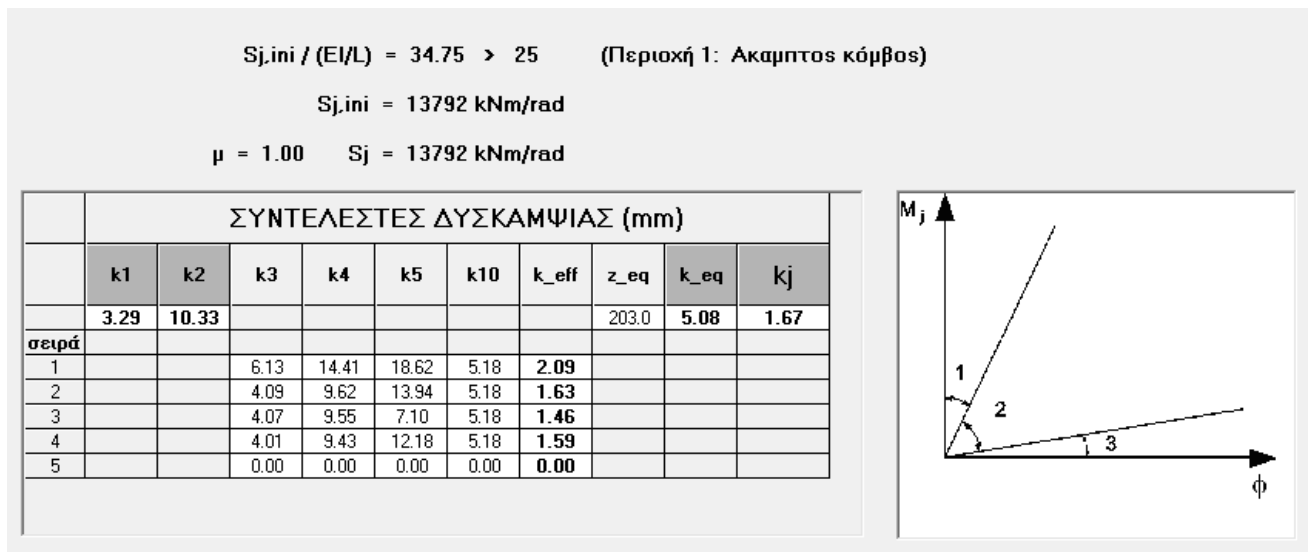 Sj,ini / (EI/L) = 34.75 > 25 (Περιοχή 1: Ακαμπτος κόμβος)
Sj,ini = 13792 kNm/rad
μ = 1.00 Sj = 13792 kNm/rad
ΣΥΝΤΕΛΕΣΤΕΣ ΔΥΣΚΑΜΨΙΑΣ (mm)
k1 k2 k3 k4 k5 k10 k_eff z_eq k_eq kj
3.29 10.33 203.0 5.08 1.67
σειρά
1 6.13 14.41 18.62 5.18 2.09
2 4.09 9.62 13.94 5.18 1.63
3 4.07 9.55 7.10 5.18 1.46
4 4.01 9.43 12.18 5.18 1.59
5 0.00 0.00 0.00 0.00 0.00
Mj
1
2
3
ϕ